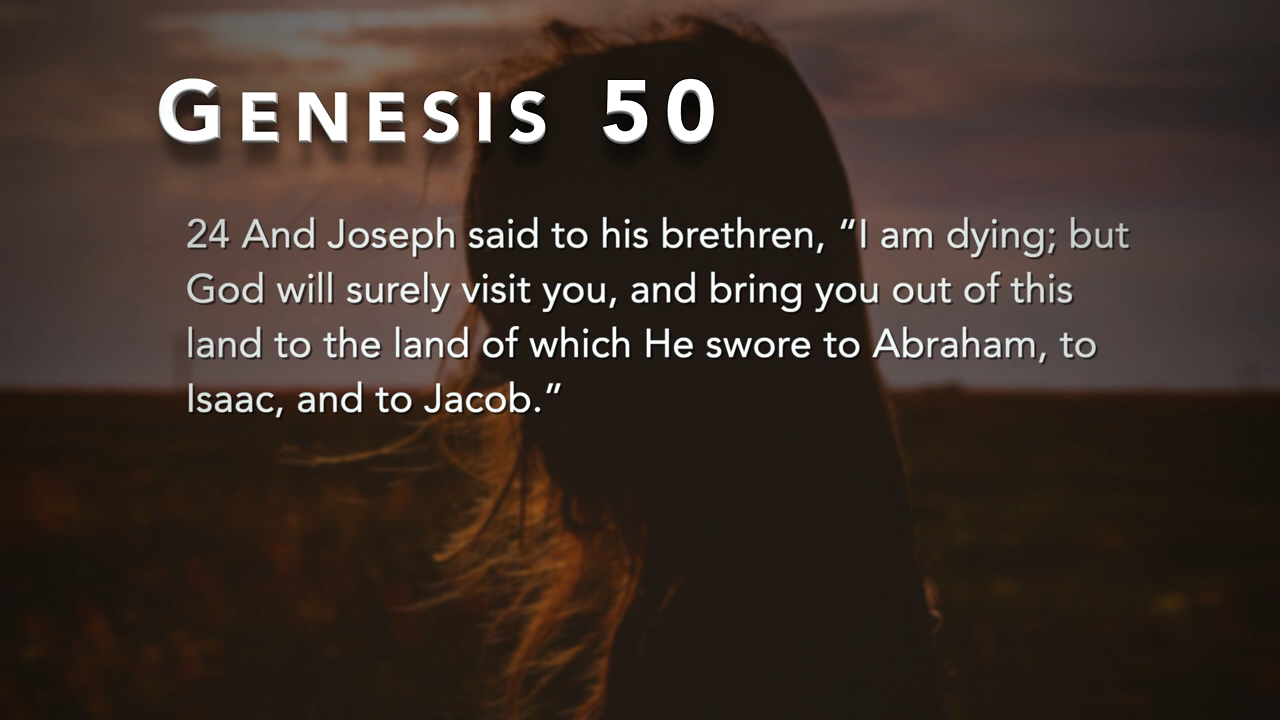 GENESIS 50
24 And Joseph said to his brethren, “I am dying; but
God will surely visit you, and bring you out of this
land to the land of which He swore to Abraham, to
Isaac, and to Jacob.”